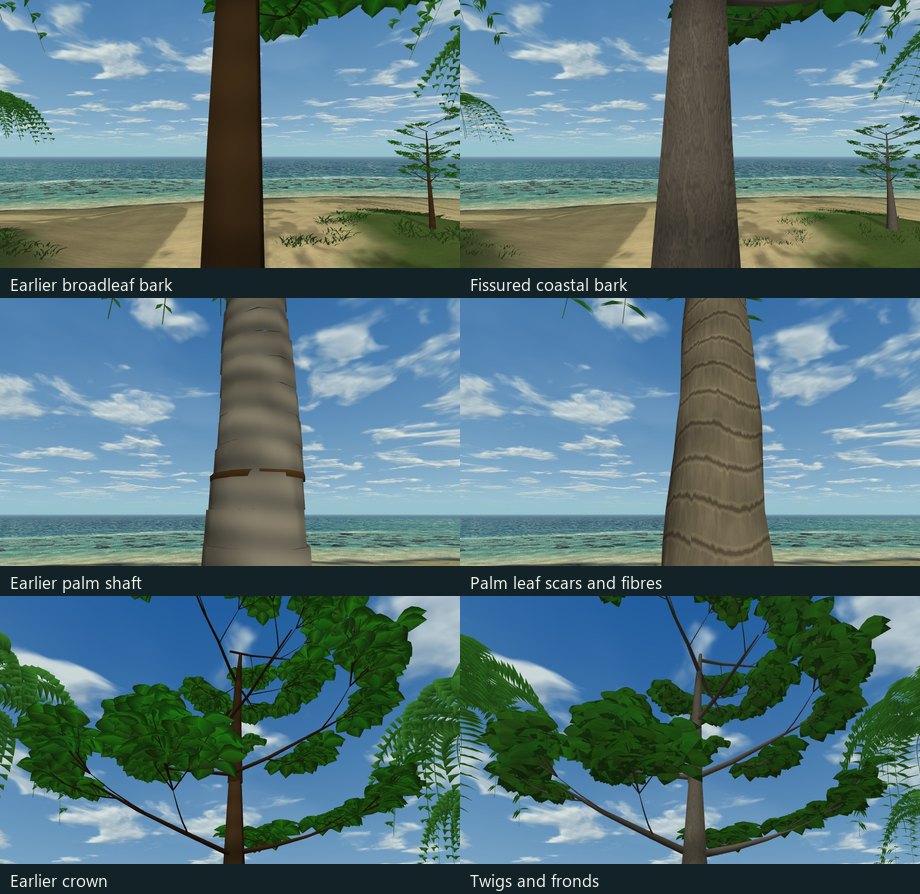 Earlier broadleaf bark
Fissured coastal bark
Earlier palm shaft
Palm leaf scars and fibres
Earlier crown
Twigs and fronds